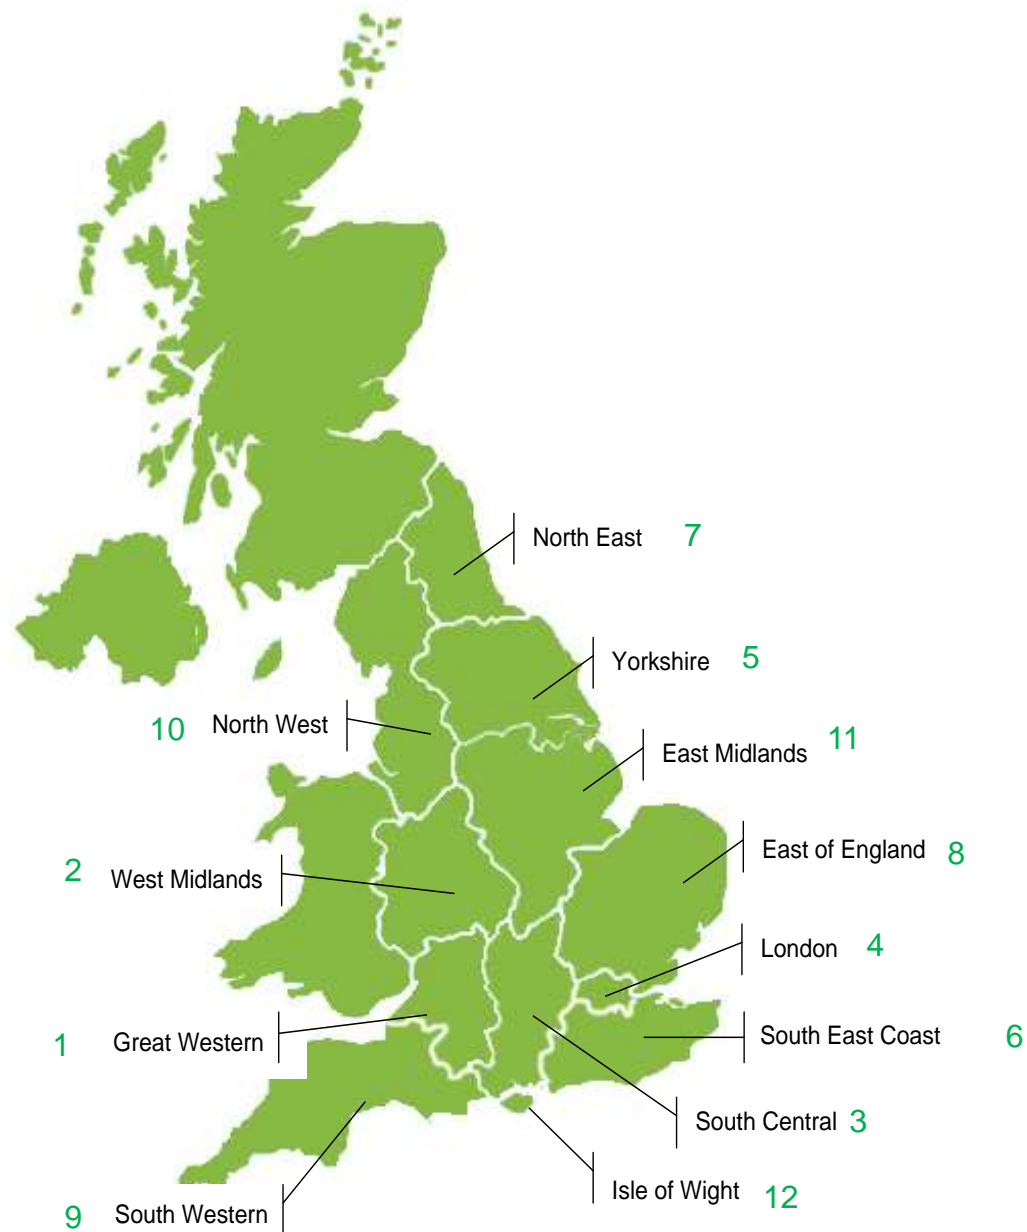 North East 7
Yorkshire 5
10 North West
11
East Midlands
East of England 8
2
West Midlands
London 4
1 Great Western
South East Coast 6
South Central 3
Isle of Wight 12
9 South Western